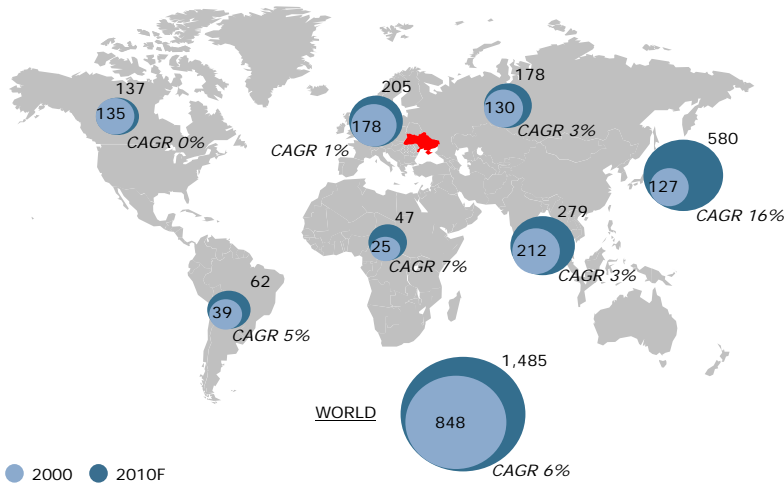 137
135
CAGR 0%
205
178
CAGR 1%
178
130
CAGR 3%
580
127
CAGR 16%
47
25
CAGR 7%
279
212
CAGR 3%
62
39
CAGR 5%
1,485
WORLD
848
CAGR 6%
2000
2010F